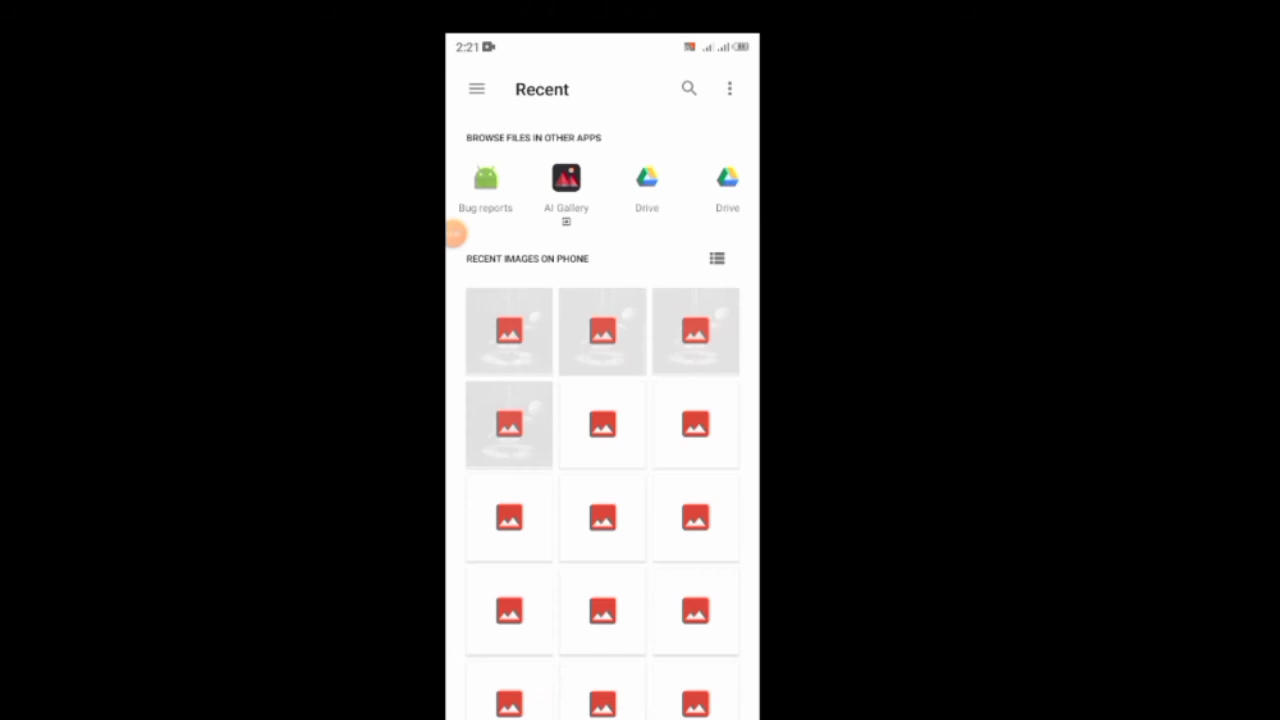 2:21
Recent
BROWSE FILES IN OTHER APPS
Bug reports
AI Gallery
Drive
Drive
RECENT IMAGES ON PHONE